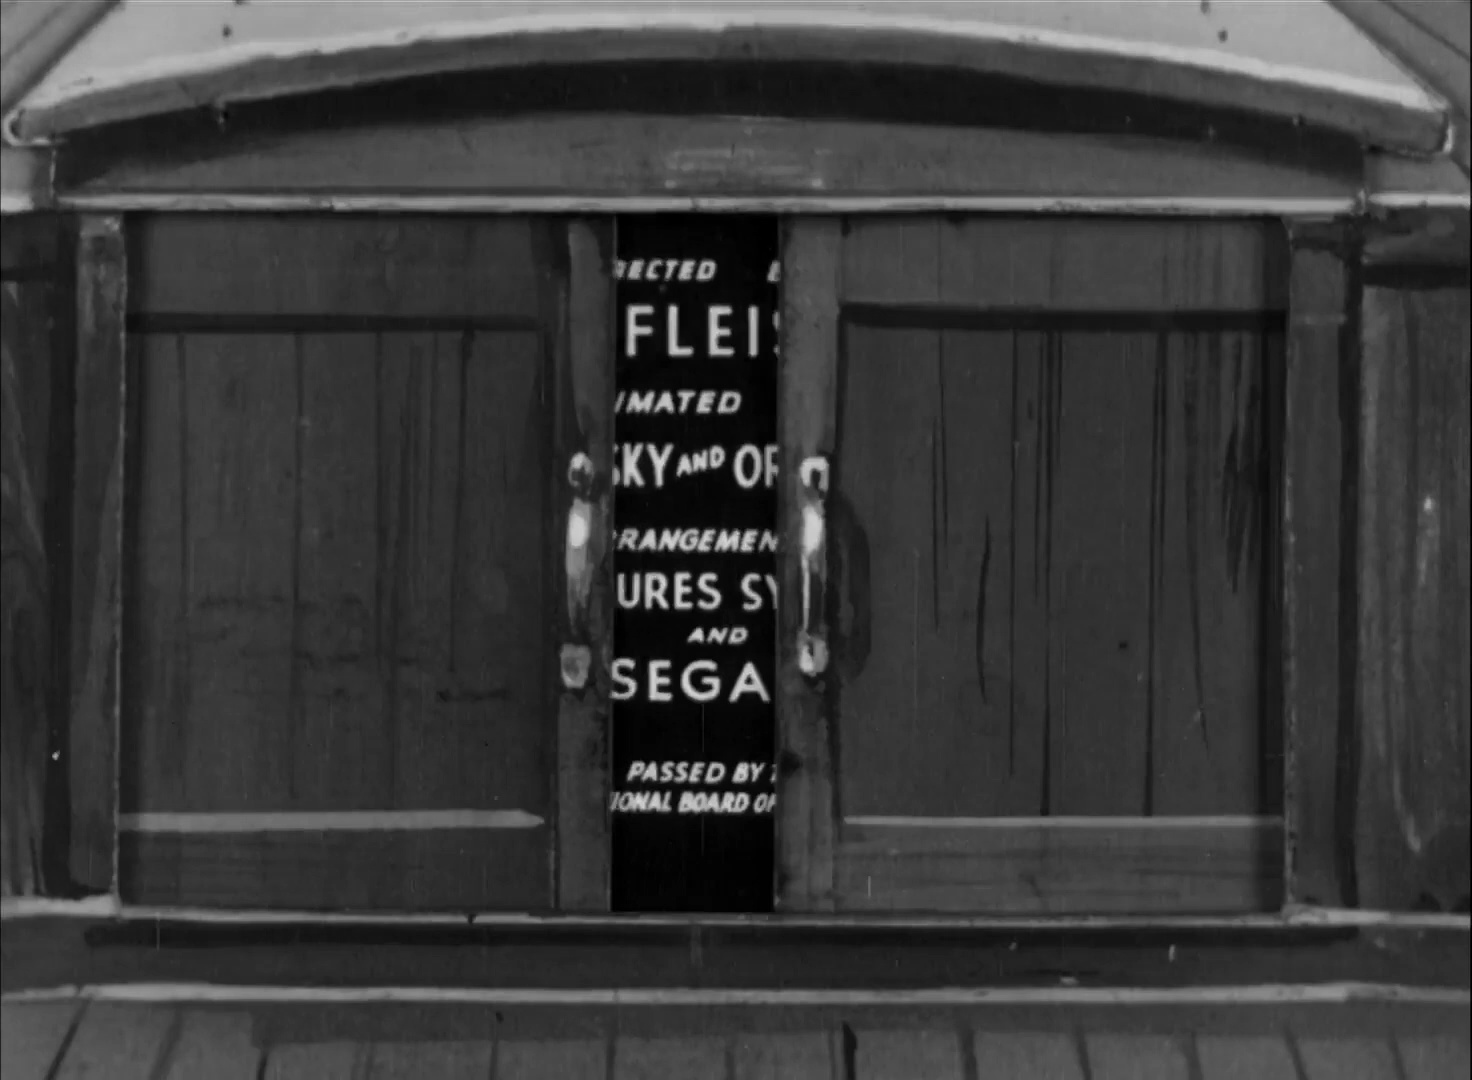 RECTED
FLEIS
IMATED
SKY AND OR
RANGEMEN
URES SY
AND
SEGA
PASSED BY
IONAL BOARD OF